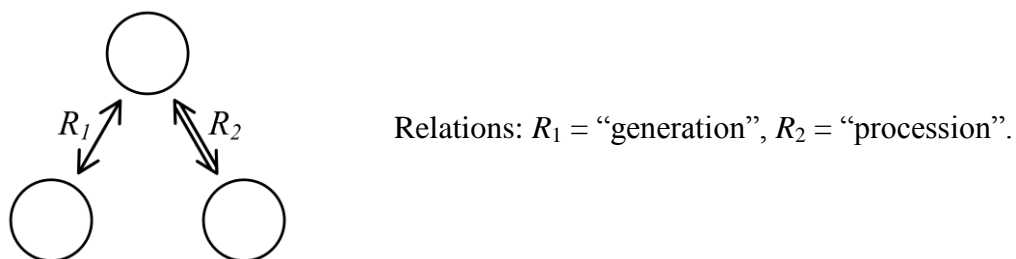 R₁ R₂
Relations: R₁ = “generation”, R₂ = “procession”.